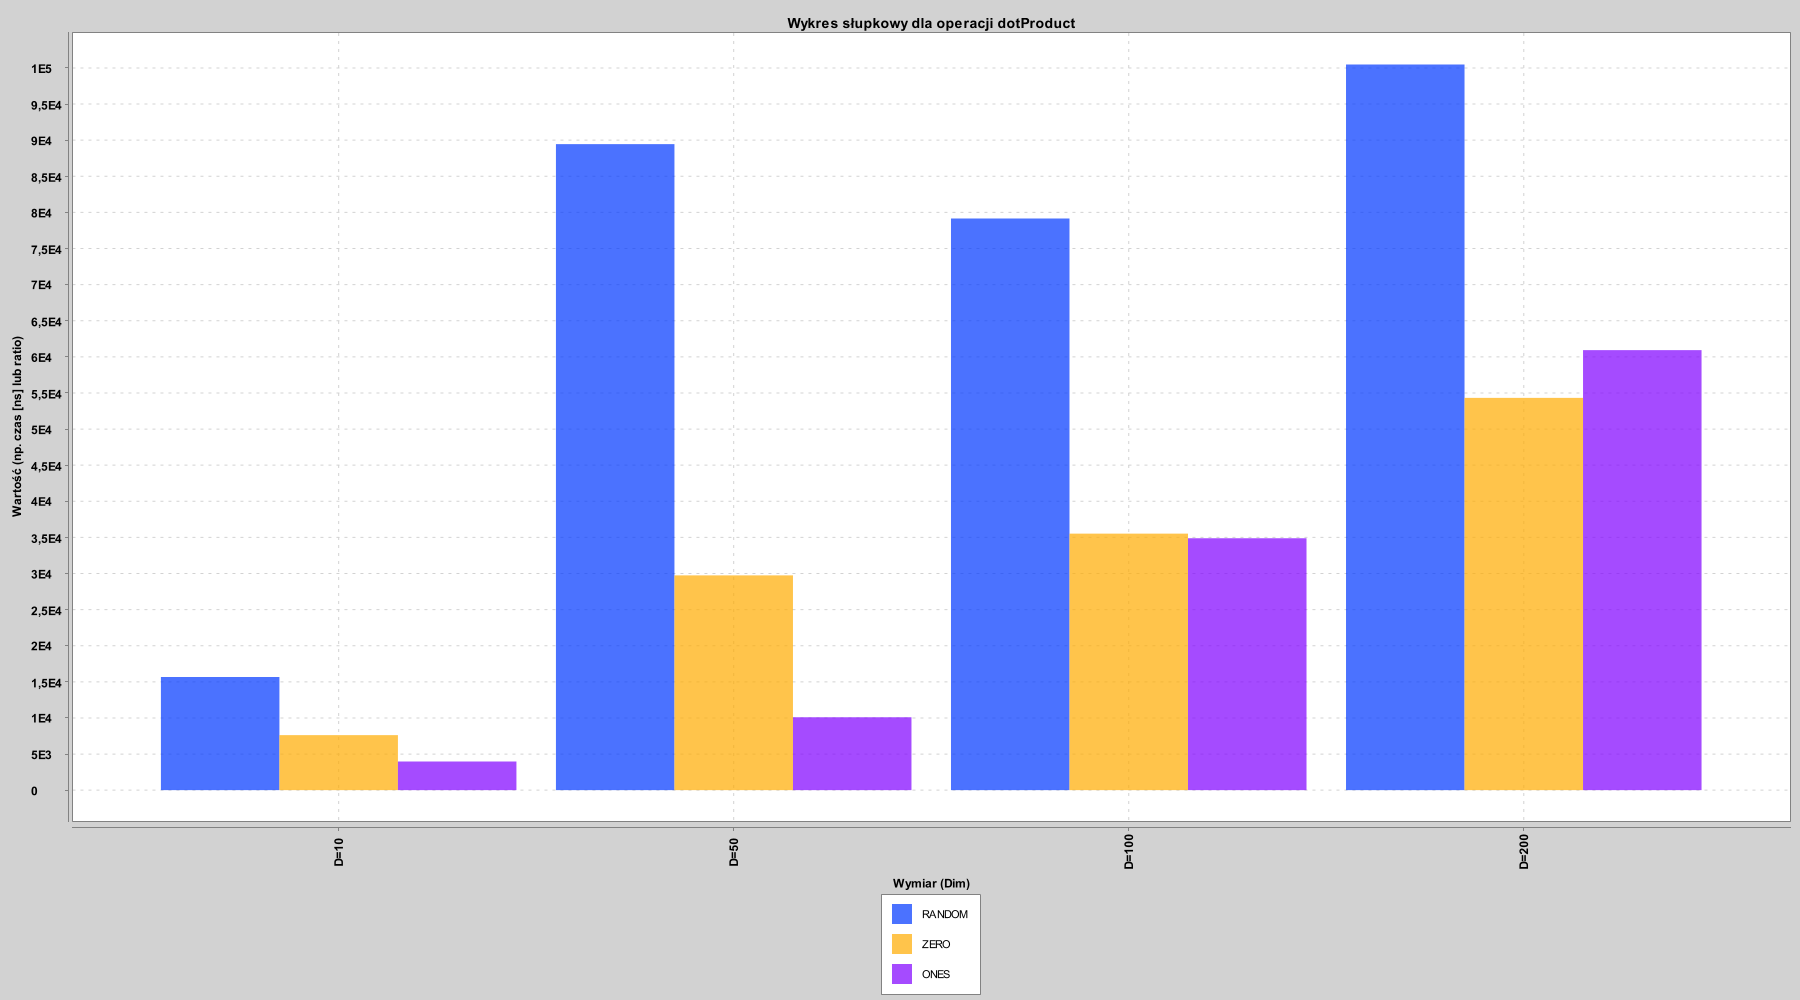 Wykres słupkowy dla operacji dotProduct
Wartość (np. czas [ns] lub ratio)
1E5
9,5E4
9E4
8,5E4
8E4
7,5E4
7E4
6,5E4
6E4
5,5E4
5E4
4,5E4
4E4
3,5E4
3E4
2,5E4
2E4
1,5E4
1E4
5E3
0
D=10
D=50
D=100
D=200
Wymiar (Dim)
RANDOM
ZERO
ONES